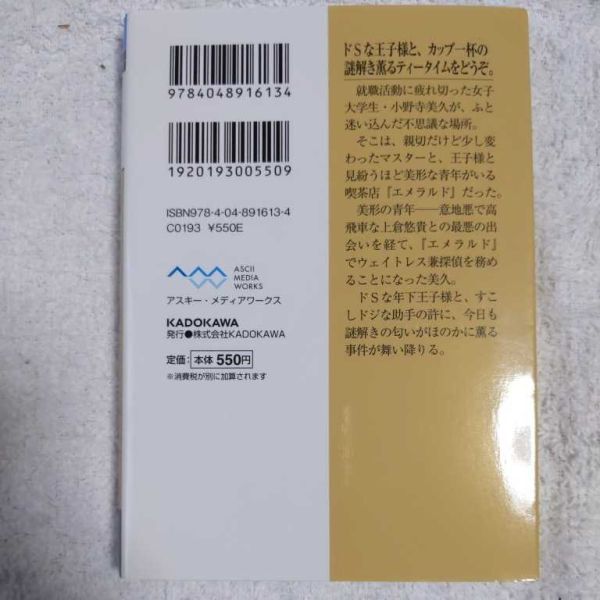 9784048916134
1920193005509
ISBN978-4-04-891613-4
C0193 ¥550E
ASCII
MEDIA
WORKS
アスキー・メディアワークス
KADOKAWA
発行●株式会社KADOKAWA
定価：本体550円
※消費税が別に加算されます
ドSな王子様と、カップ一杯の
謎解き薫るティータイムをどうぞ。
就職活動に疲れ切った女子
大学生・小野寺美久が、ふと
迷い込んだ不思議な場所。
そこは、親切だけど少し変
わったマスターと、王子様と
見紛うほど美形な青年がいる
喫茶店『エメラルド』だった。
美形の青年――意地悪で高
飛車な上倉悠貴との最悪の出
会いを経て、『エメラルド』
でウェイトレス兼探偵を務め
ることになった美久。
ドSな年下王子様と、すこ
しドジな助手の許に、今日も
謎解きの匂いがほのかに薫る
事件が舞い降りる。